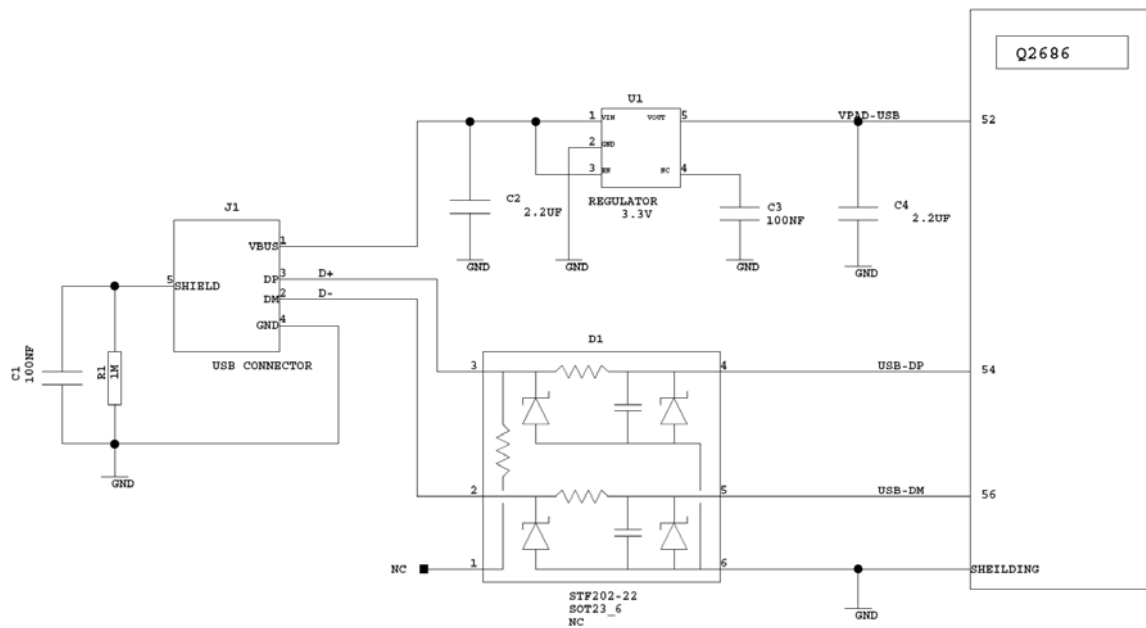 Q2686
U1
1 VIN VOUT 5 VPAD-USB 52
2 GND
3 EN NC 4
REGULATOR
3.3V
C2
2.2UF
C3
100NF
C4
2.2UF
GND GND GND GND
J1
VBUS 1
5 SHIELD
DP 3 D+
DM 2 D-
GND 4
USB CONNECTOR
C1
100NF
R1
1M
GND
D1
3 4 USB-DP 54
2 5 USB-DM 56
NC 1 6 SHEILDING
GND
STF202-22
SOT23_6
NC